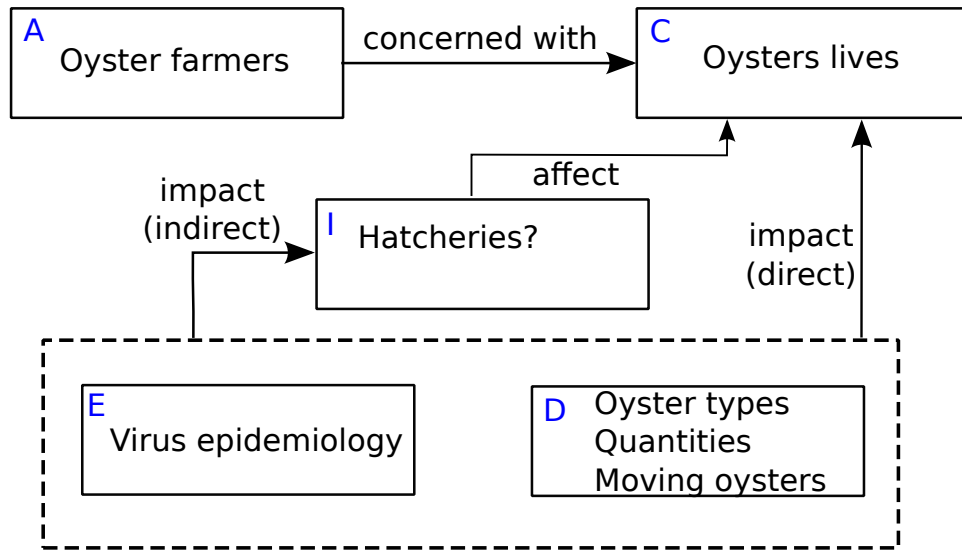 A
Oyster farmers
concerned with
C
Oysters lives
impact
(indirect)
I
Hatcheries?
affect
impact
(direct)
E
Virus epidemiology
D
Oyster types
Quantities
Moving oysters